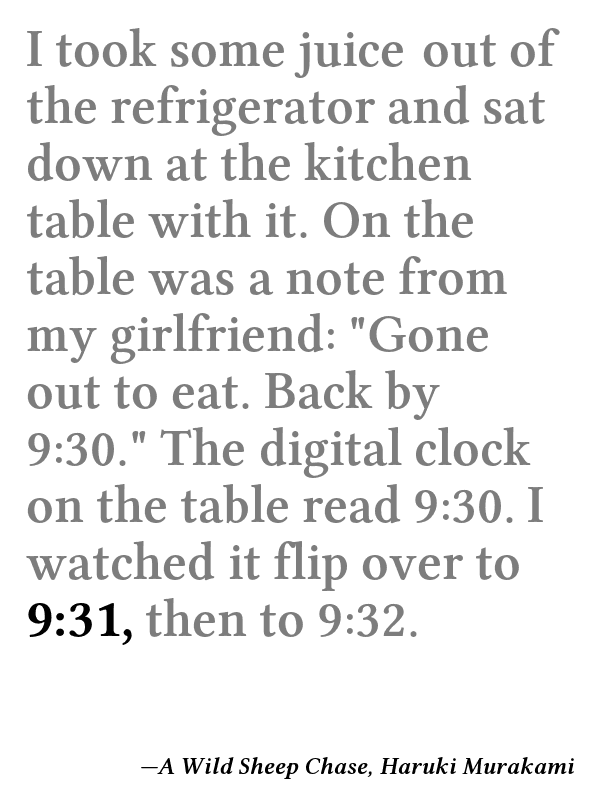 I took some juice out of
the refrigerator and sat
down at the kitchen
table with it. On the
table was a note from
my girlfriend: "Gone
out to eat. Back by
9:30." The digital clock
on the table read 9:30. I
watched it flip over to
9:31, then to 9:32.
—A Wild Sheep Chase, Haruki Murakami